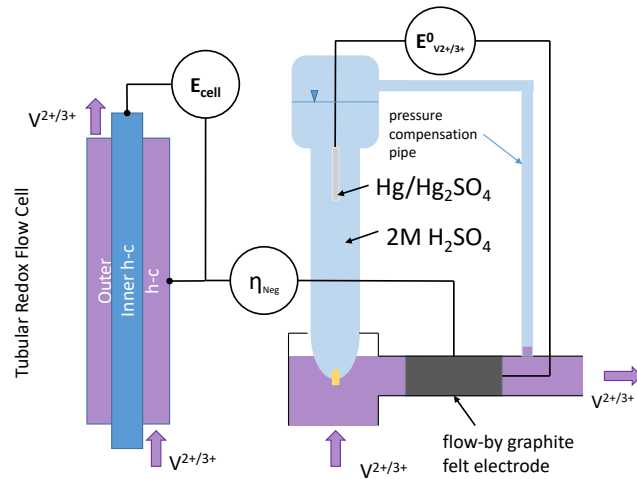 E⁰V2+/3+
Ecell
V2+/3+
pressure
compensation
pipe
Hg/Hg₂SO₄
2M H₂SO₄
Tubular Redox Flow Cell
Outer
Inner h-c
h-c
ηNeg
V2+/3+
V2+/3+
V2+/3+
flow-by graphite
felt electrode